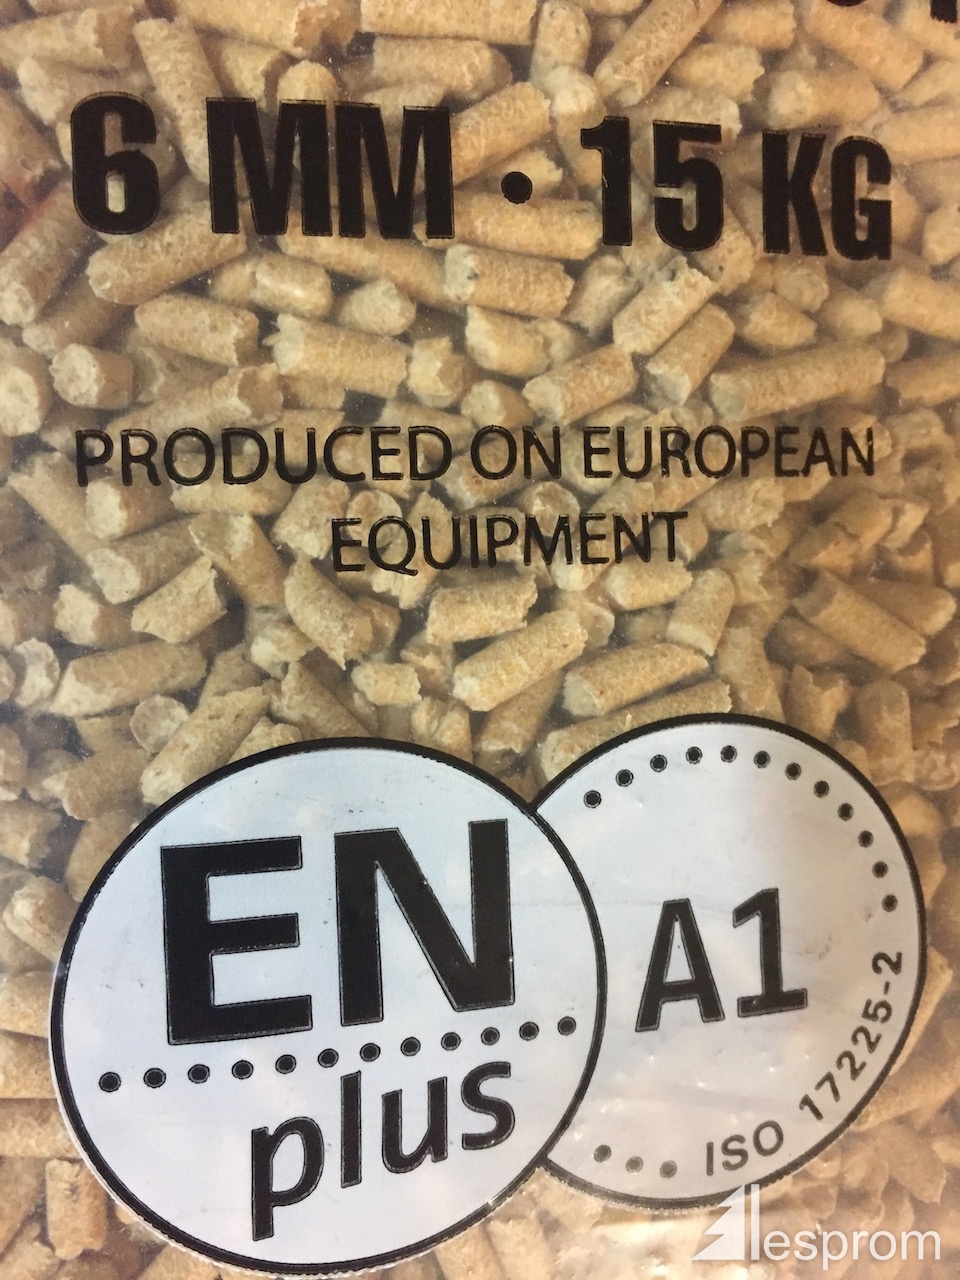 6 MM · 15 KG
PRODUCED ON EUROPEAN
EQUIPMENT
EN
plus
A1
ISO 17225-2
lesprom